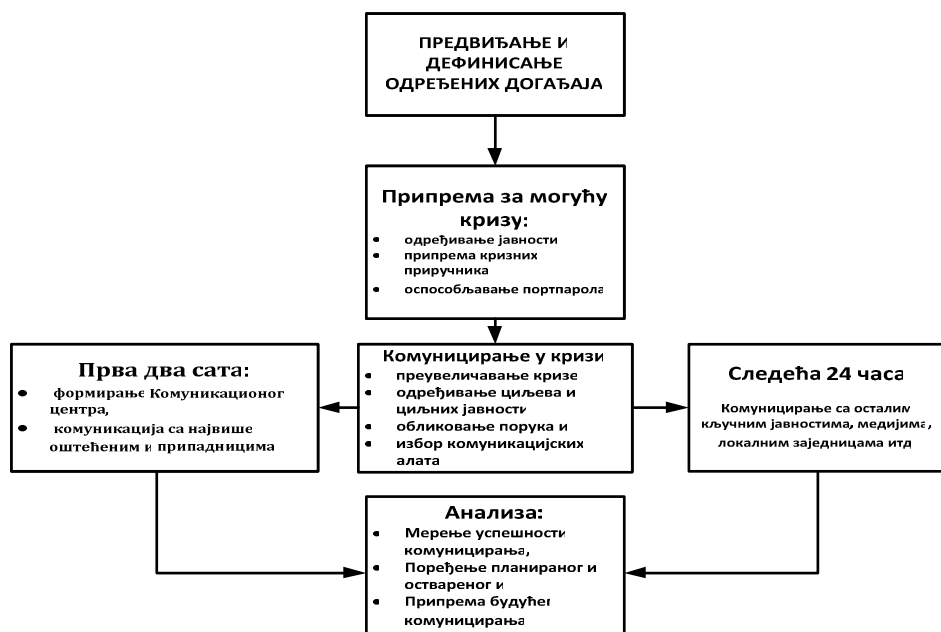 ПРЕДВИЂАЊЕ И
ДЕФИНИСАЊЕ
ОДРЕЂЕНИХ ДОГАЂАЈА
Припрема за могућу
кризу:
• одређивање јавности
• припрема кризних
приручника
• оспособљавање портпарола
Прва два сата:
• формирање Комуникационог
центра,
• комуникација са највише
оштећеним и припадницима
Комуницирање у кризи
• преувеличавање кризе
• одређивање циљева и
циљних јавности
• обликовање порука и
• избор комуникацијских
алата
Следећа 24 часа
Комуницирање са осталим
кључним јавностима, медијима,
локалним заједницама итд
Анализа:
• Мерење успешности
комуницирања,
• Поређење планираног и
оствареног и
• Припрема будућег
комуницирања